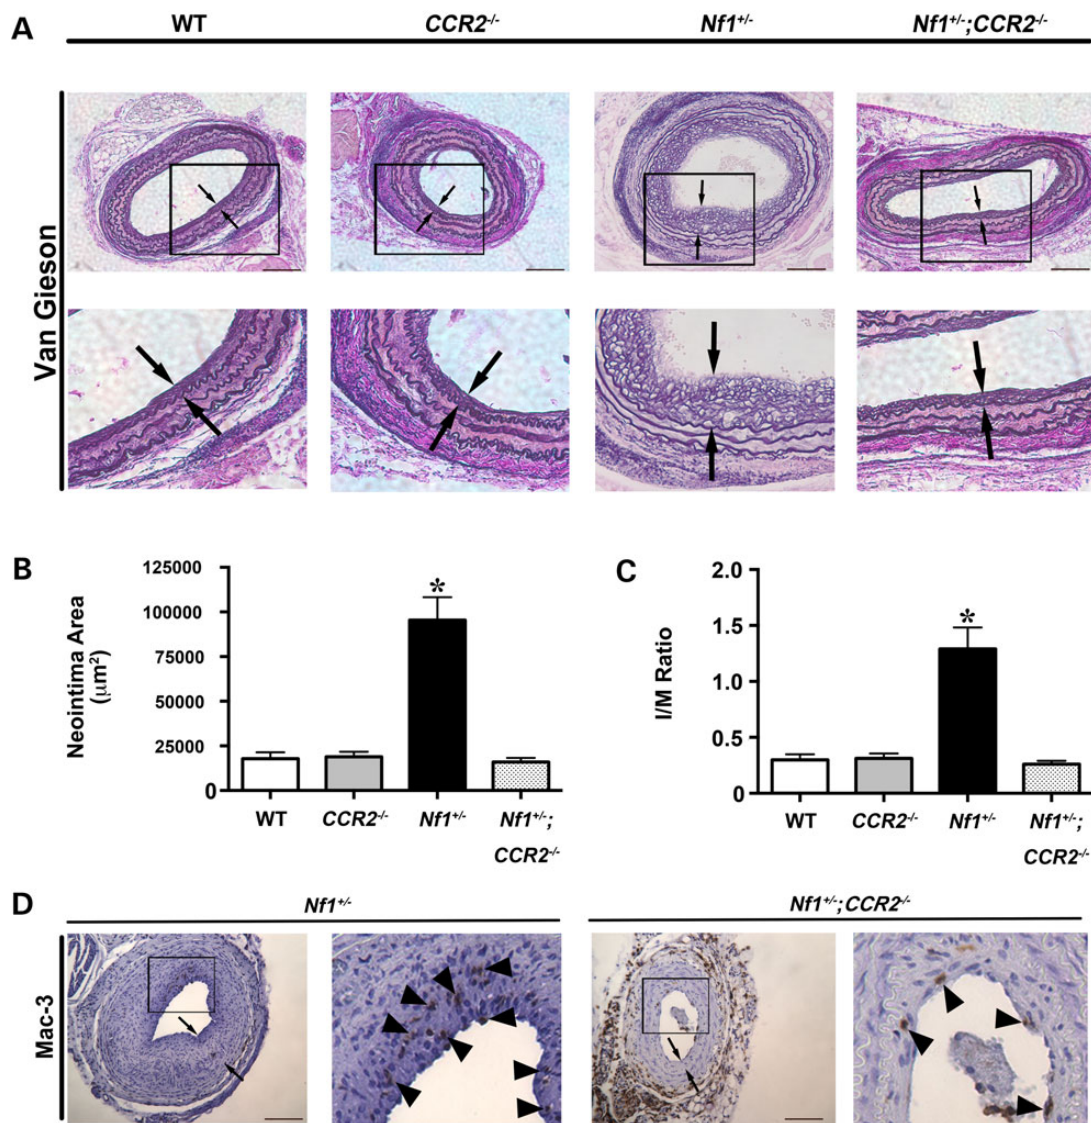 A
WT
CCR2-/-
Nf1+/-
Nf1+/-;CCR2-/-
Van Gieson
B
Neointima Area
(μm²)
125000
100000
75000
50000
25000
0
*
WT
CCR2-/-
Nf1+/-
Nf1+/-;
CCR2-/-
C
I/M Ratio
2.0
1.5
1.0
0.5
0
*
WT
CCR2-/-
Nf1+/-
Nf1+/-;
CCR2-/-
D
Nf1+/-
Nf1+/-;CCR2-/-
Mac-3